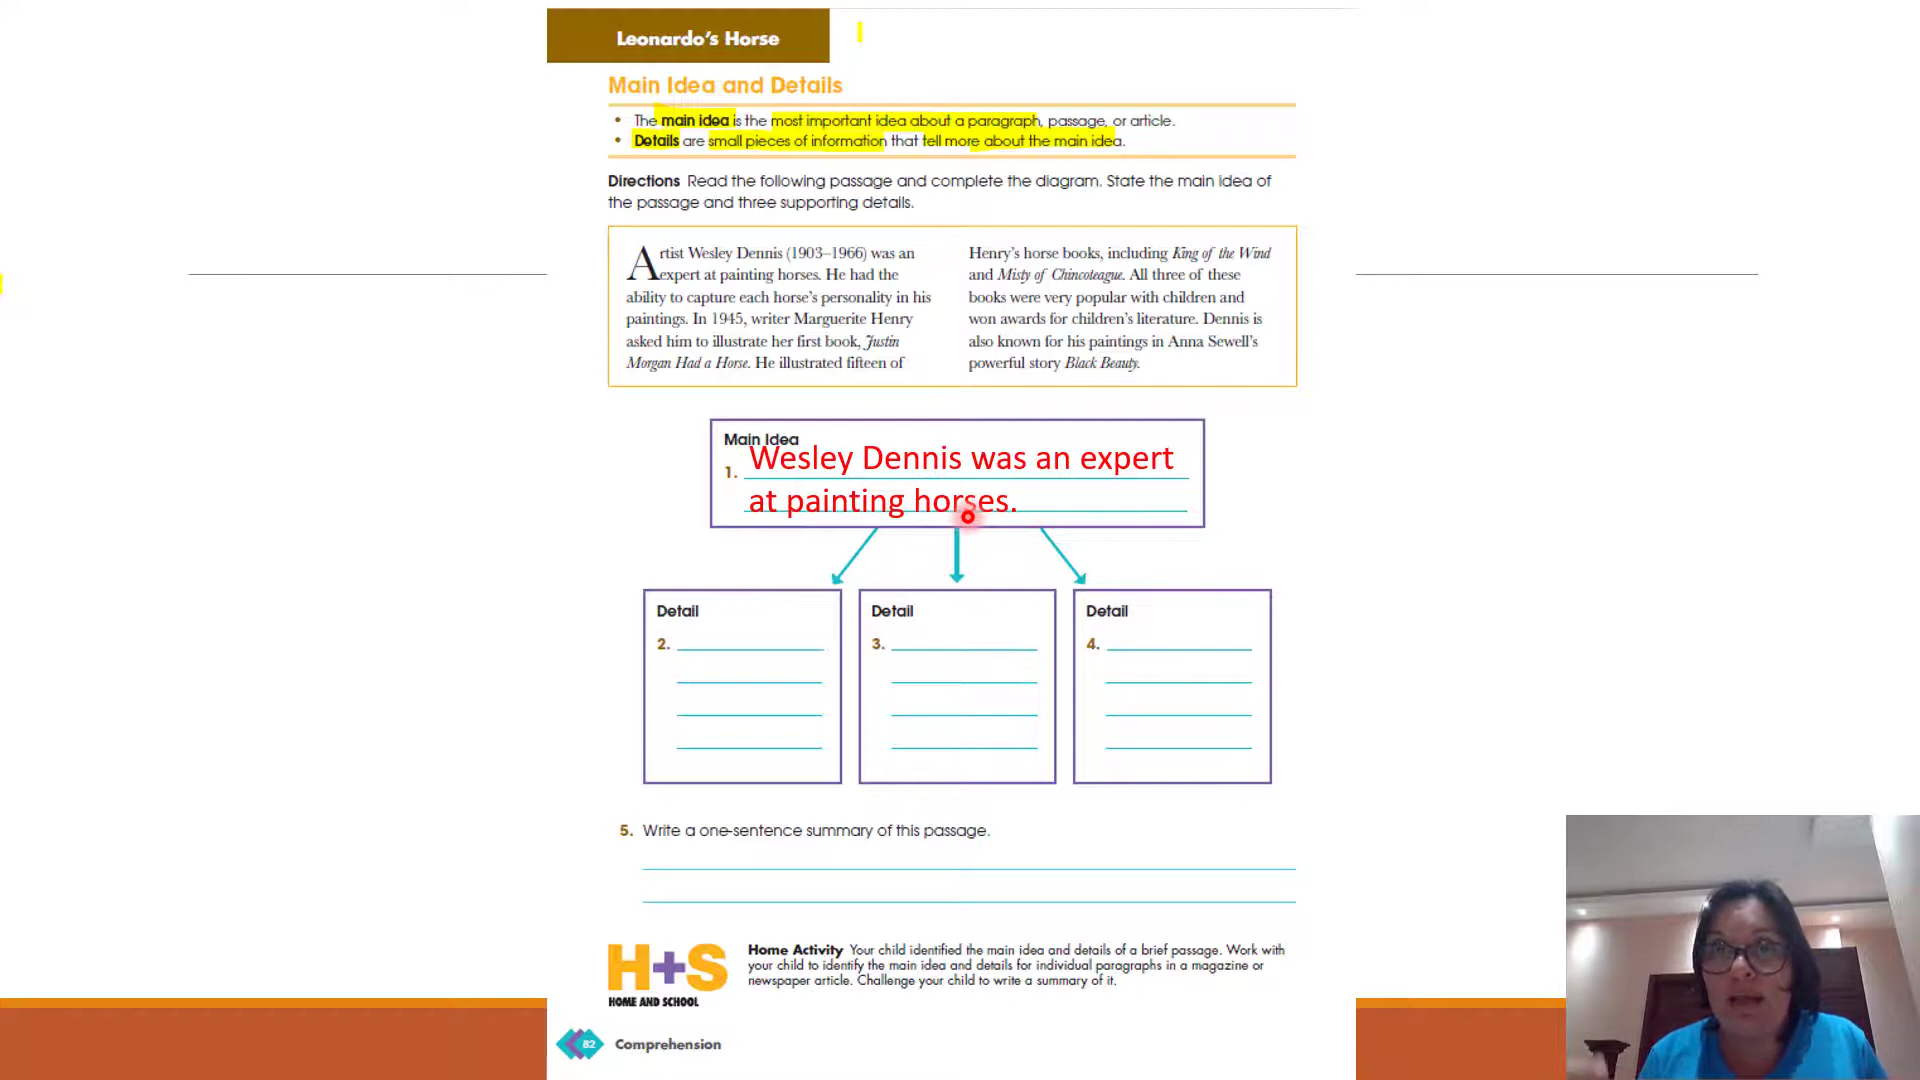 Leonardo's Horse
Main Idea and Details
• The main idea is the most important idea about a paragraph, passage, or article.
• Details are small pieces of information that tell more about the main idea.
Directions Read the following passage and complete the diagram. State the main idea of
the passage and three supporting details.
Artist Wesley Dennis (1903–1966) was an
expert at painting horses. He had the
ability to capture each horse's personality in his
paintings. In 1945, writer Marguerite Henry
asked him to illustrate her first book, Justin
Morgan Had a Horse. He illustrated fifteen of
Henry's horse books, including King of the Wind
and Misty of Chincoteague. All three of these
books were very popular with children and
won awards for children's literature. Dennis is
also known for his paintings in Anna Sewell's
powerful story Black Beauty.
Main Idea
1. Wesley Dennis was an expert
at painting horses.
Detail
2.
Detail
3.
Detail
4.
5. Write a one-sentence summary of this passage.
H+S
HOME AND SCHOOL
Home Activity Your child identified the main idea and details of a brief passage. Work with
your child to identify the main idea and details for individual paragraphs in a magazine or
newspaper article. Challenge your child to write a summary of it.
82 Comprehension